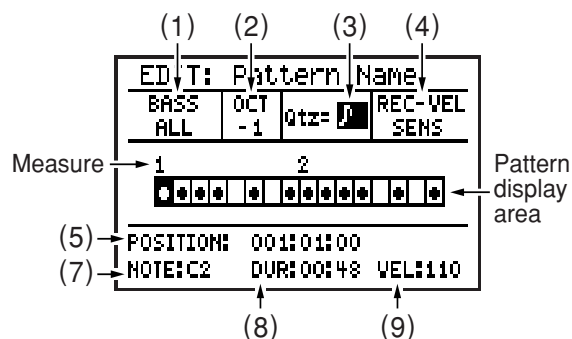 (1) (2) (3) (4)
EDIT: Pattern Name
BASS OCT Qtz= REC-VEL
ALL -1 SENS
Measure 1 2 Pattern
display
area
(5) POSITION: 001:01:00
(7) NOTE:C2 DUR:00:48 VEL:110
(8) (9)